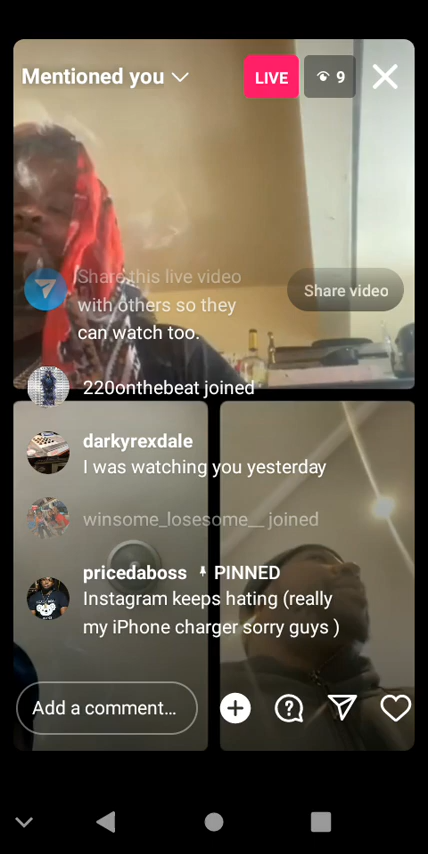 Mentioned you
LIVE
9
Share this live video
with others so they
can watch too.
Share video
220onthebeat joined
darkyrexdale
I was watching you yesterday
winsome_losesome__ joined
pricedaboss PINNED
Instagram keeps hating (really
my iPhone charger sorry guys )
Add a comment...